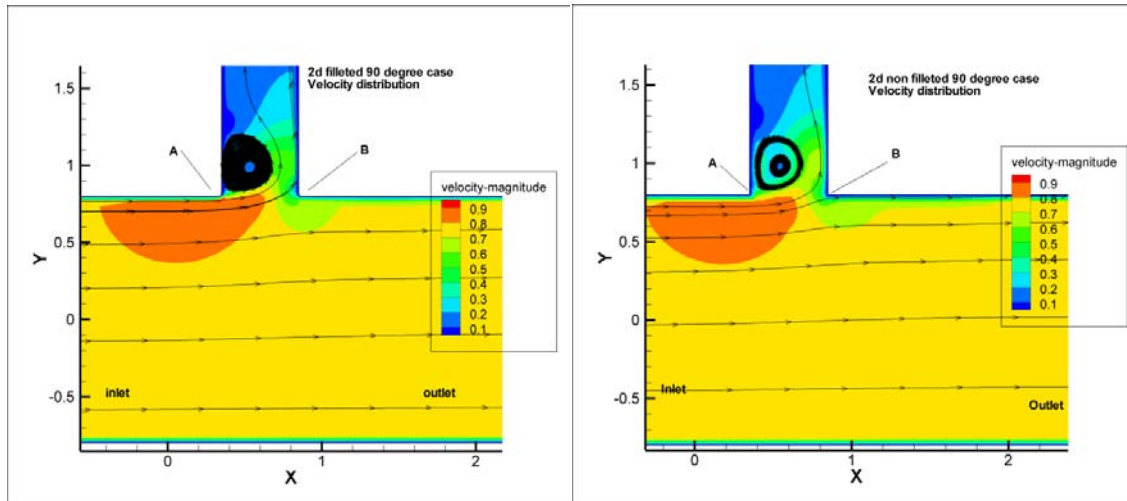 2d filleted 90 degree case
Velocity distribution
A
B
velocity-magnitude
0.9
0.8
0.7
0.6
0.5
0.4
0.3
0.2
0.1
1.5
1
0.5
0
-0.5
Y
inlet
outlet
0
1
2
X
2d non filleted 90 degree case
Velocity distribution
A
B
velocity-magnitude
0.9
0.8
0.7
0.6
0.5
0.4
0.3
0.2
0.1
1.5
1
0.5
0
-0.5
Y
Inlet
Outlet
0
1
2
X